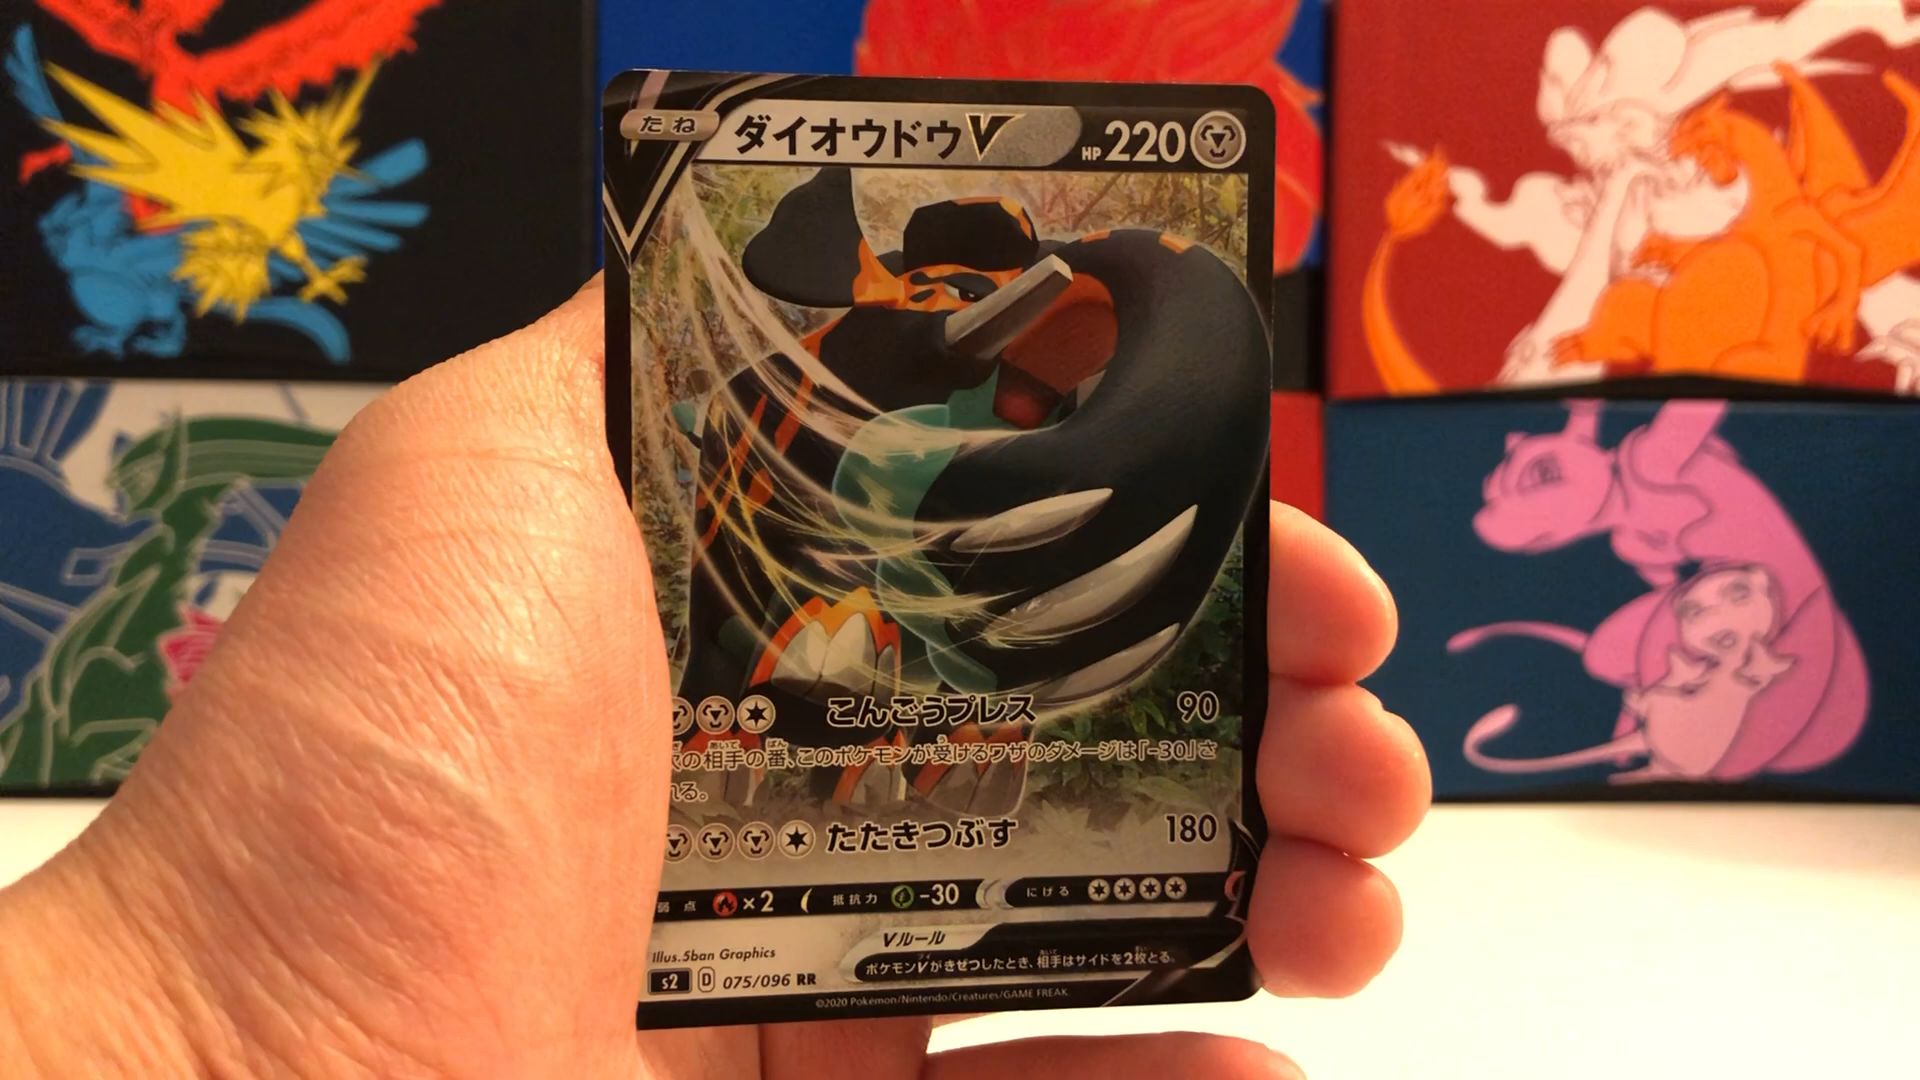 たね ダイオウドウV HP220
こんごうプレス 90
の相手の番、このポケモンが受けるワザのダメージは「-30」さ
れる。
たたきつぶす 180
弱点 ×2 抵抗力 -30 にげる
Vルール
Illus.5ban Graphics
ポケモンVがきぜつしたとき、相手はサイドを2枚とる。
s2 D 075/096 RR
©2020 Pokémon/Nintendo/Creatures/GAME FREAK